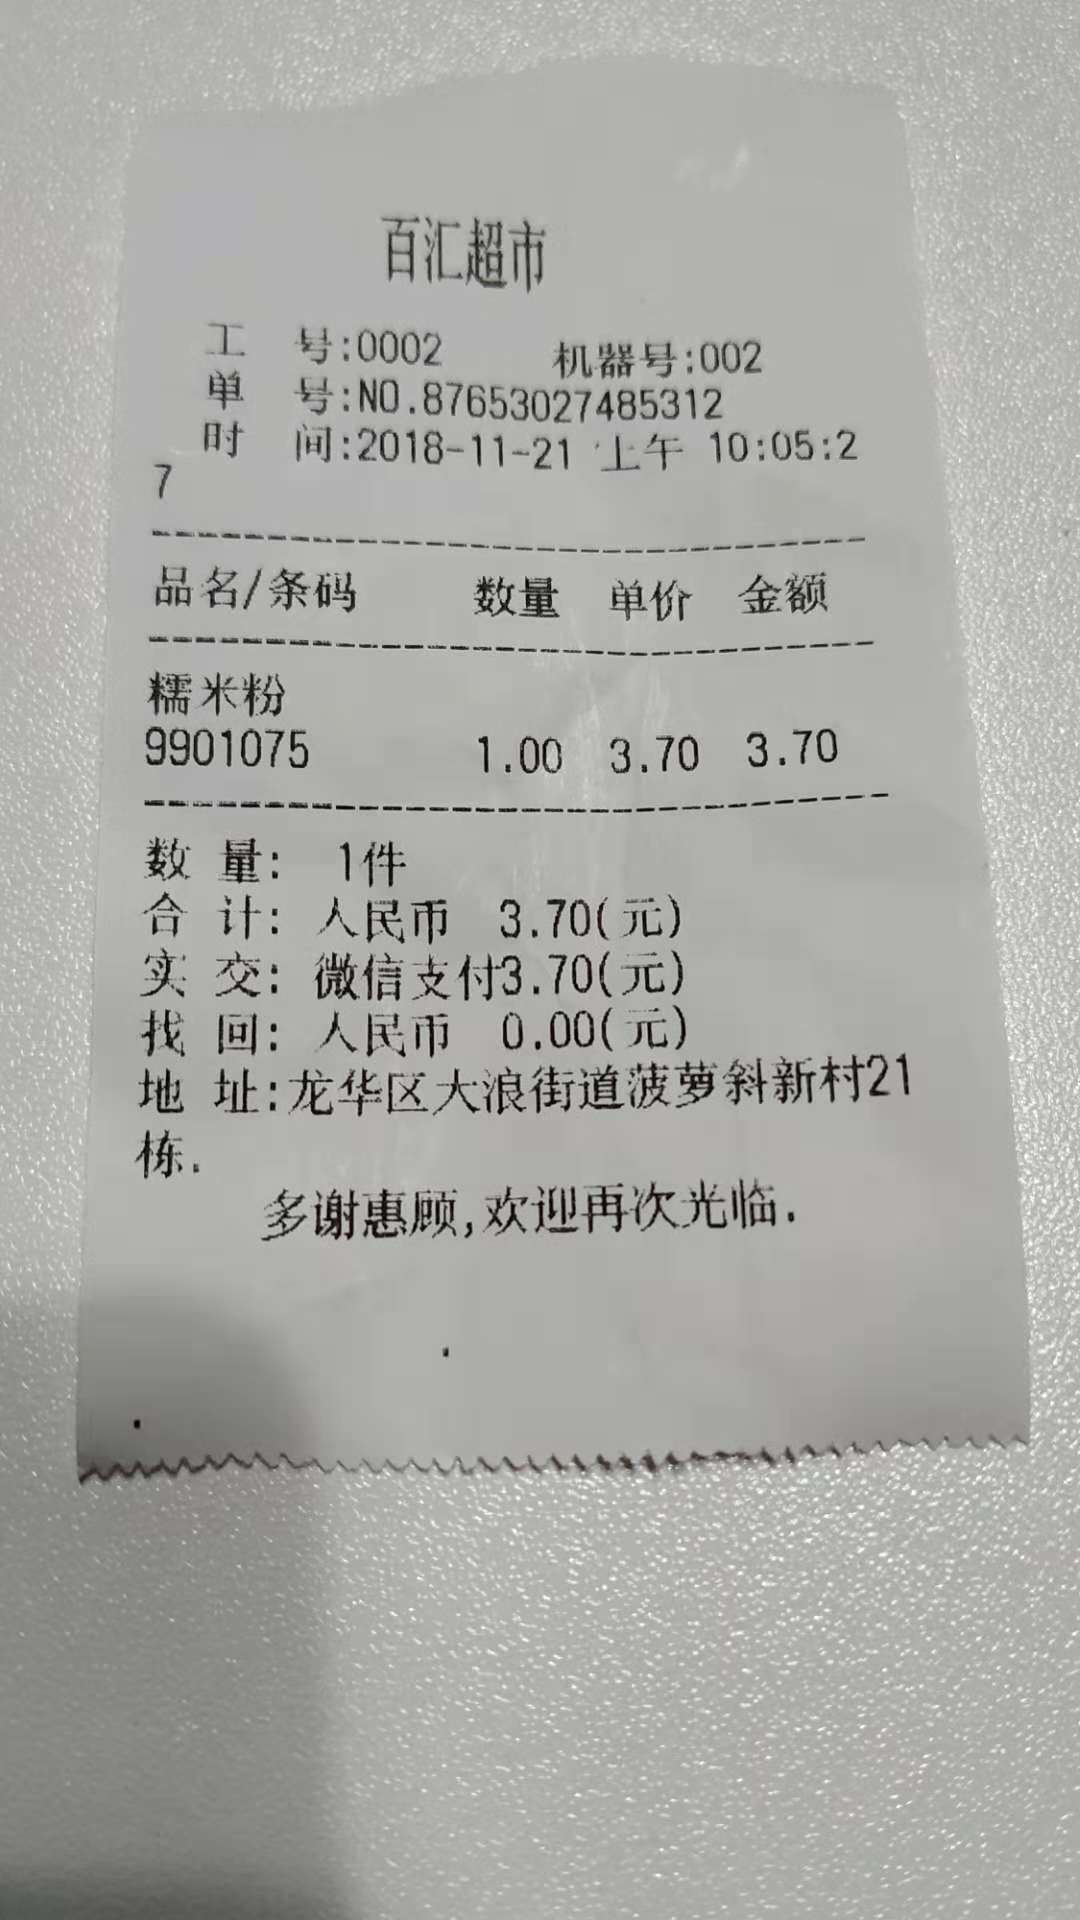 百汇超市
工 号:0002 机器号:002
单 号:NO.87653027485312
时 间:2018-11-21 上午 10:05:2
7
品名/条码 数量 单价 金额
糯米粉
9901075 1.00 3.70 3.70
数 量: 1件
合 计: 人民币 3.70(元)
实 交: 微信支付3.70(元)
找 回: 人民币 0.00(元)
地 址:龙华区大浪街道菠萝斜新村21
栋.
多谢惠顾,欢迎再次光临.